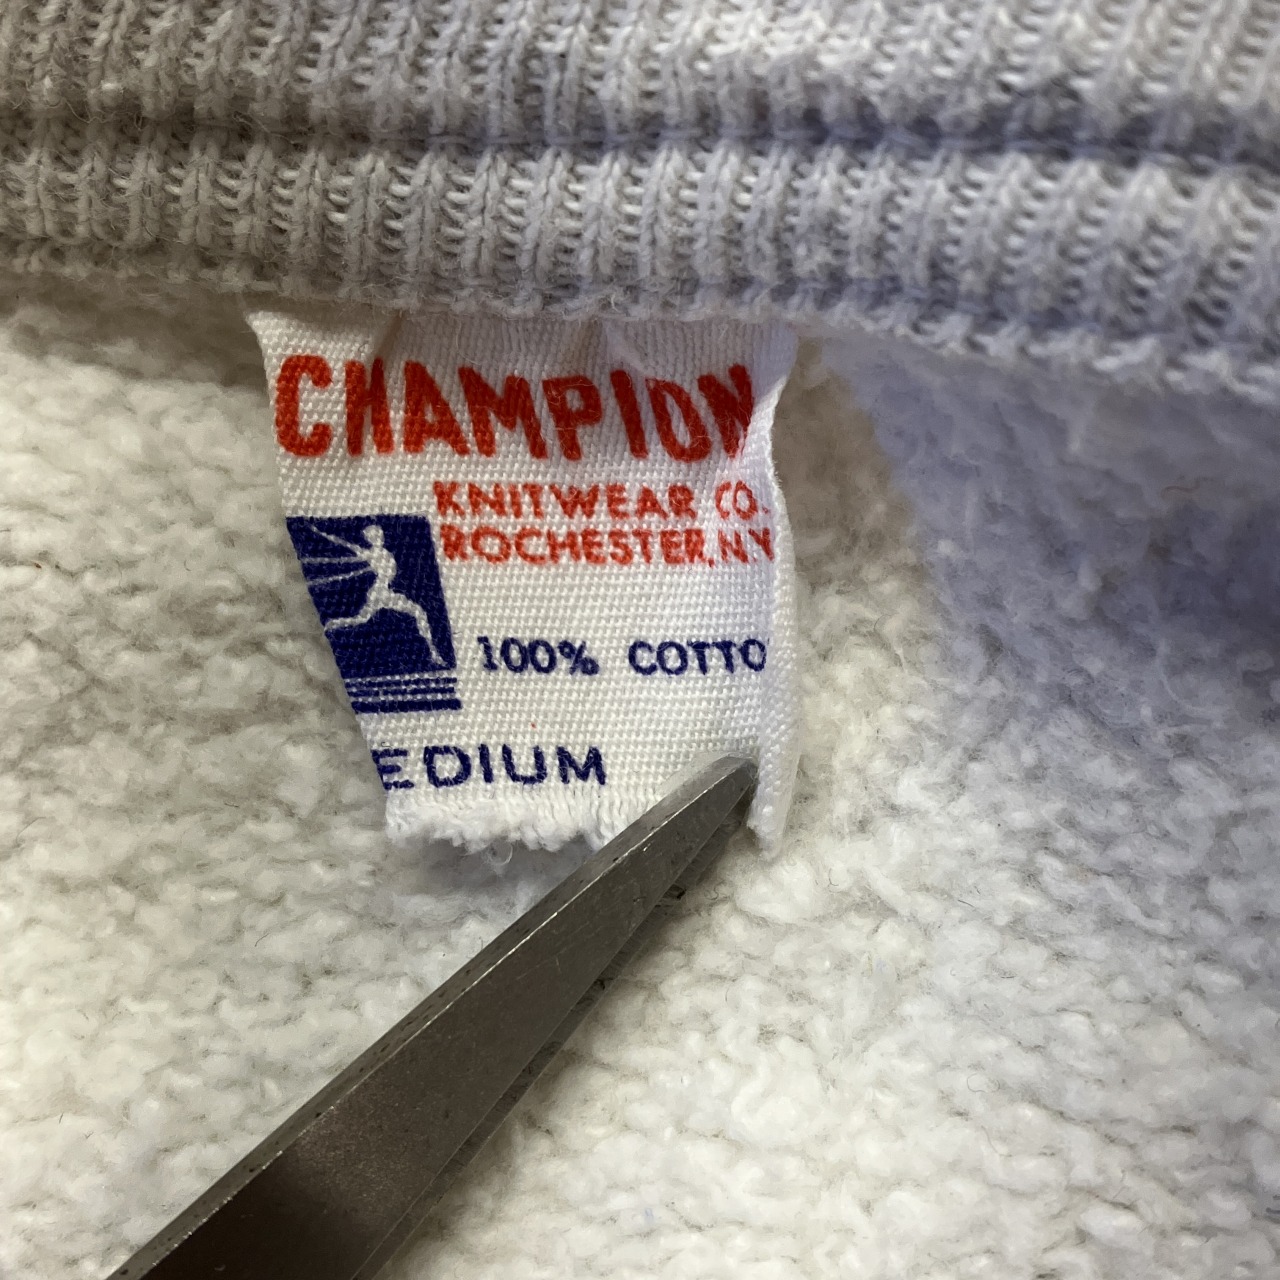 CHAMPION
KNITWEAR CO.
ROCHESTER, N.Y
100% COTTO
EDIUM